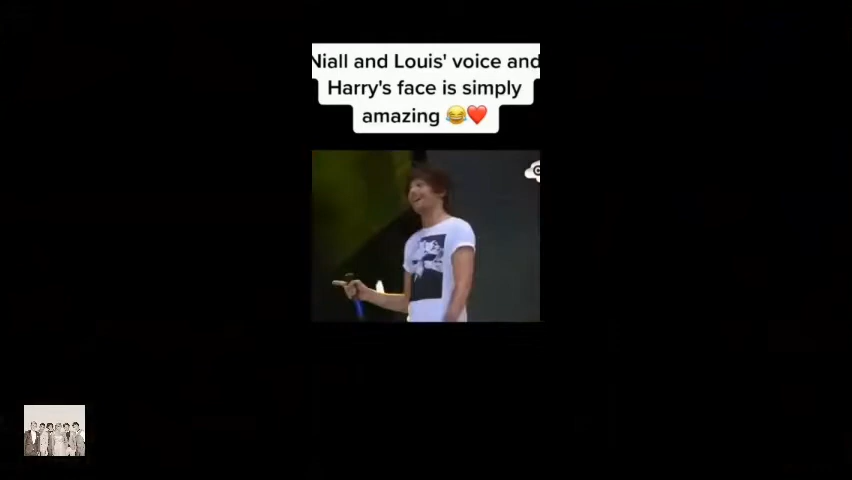 Niall and Louis' voice and
Harry's face is simply
amazing 😂❤️